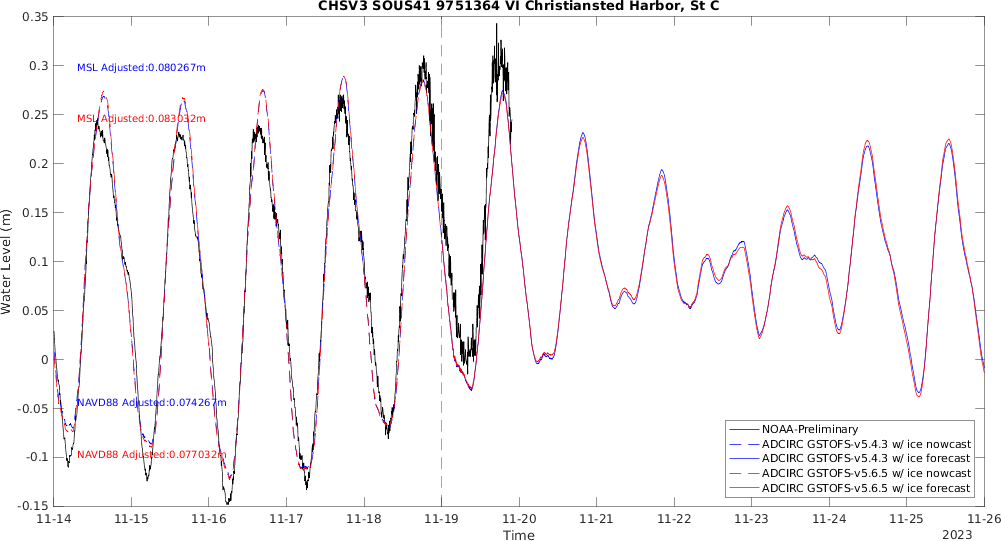 CHSV3 SOUS41 9751364 VI Christiansted Harbor, St C
0.35
0.3
0.25
0.2
0.15
0.1
0.05
0
-0.05
-0.1
-0.15
Water Level (m)
MSL Adjusted:0.080267m
MSL Adjusted:0.083032m
NAVD88 Adjusted:0.074267m
NAVD88 Adjusted:0.077032m
NOAA-Preliminary
ADCIRC GSTOFS-v5.4.3 w/ ice nowcast
ADCIRC GSTOFS-v5.4.3 w/ ice forecast
ADCIRC GSTOFS-v5.6.5 w/ ice nowcast
ADCIRC GSTOFS-v5.6.5 w/ ice forecast
11-14 11-15 11-16 11-17 11-18 11-19 11-20 11-21 11-22 11-23 11-24 11-25 11-26
Time
2023